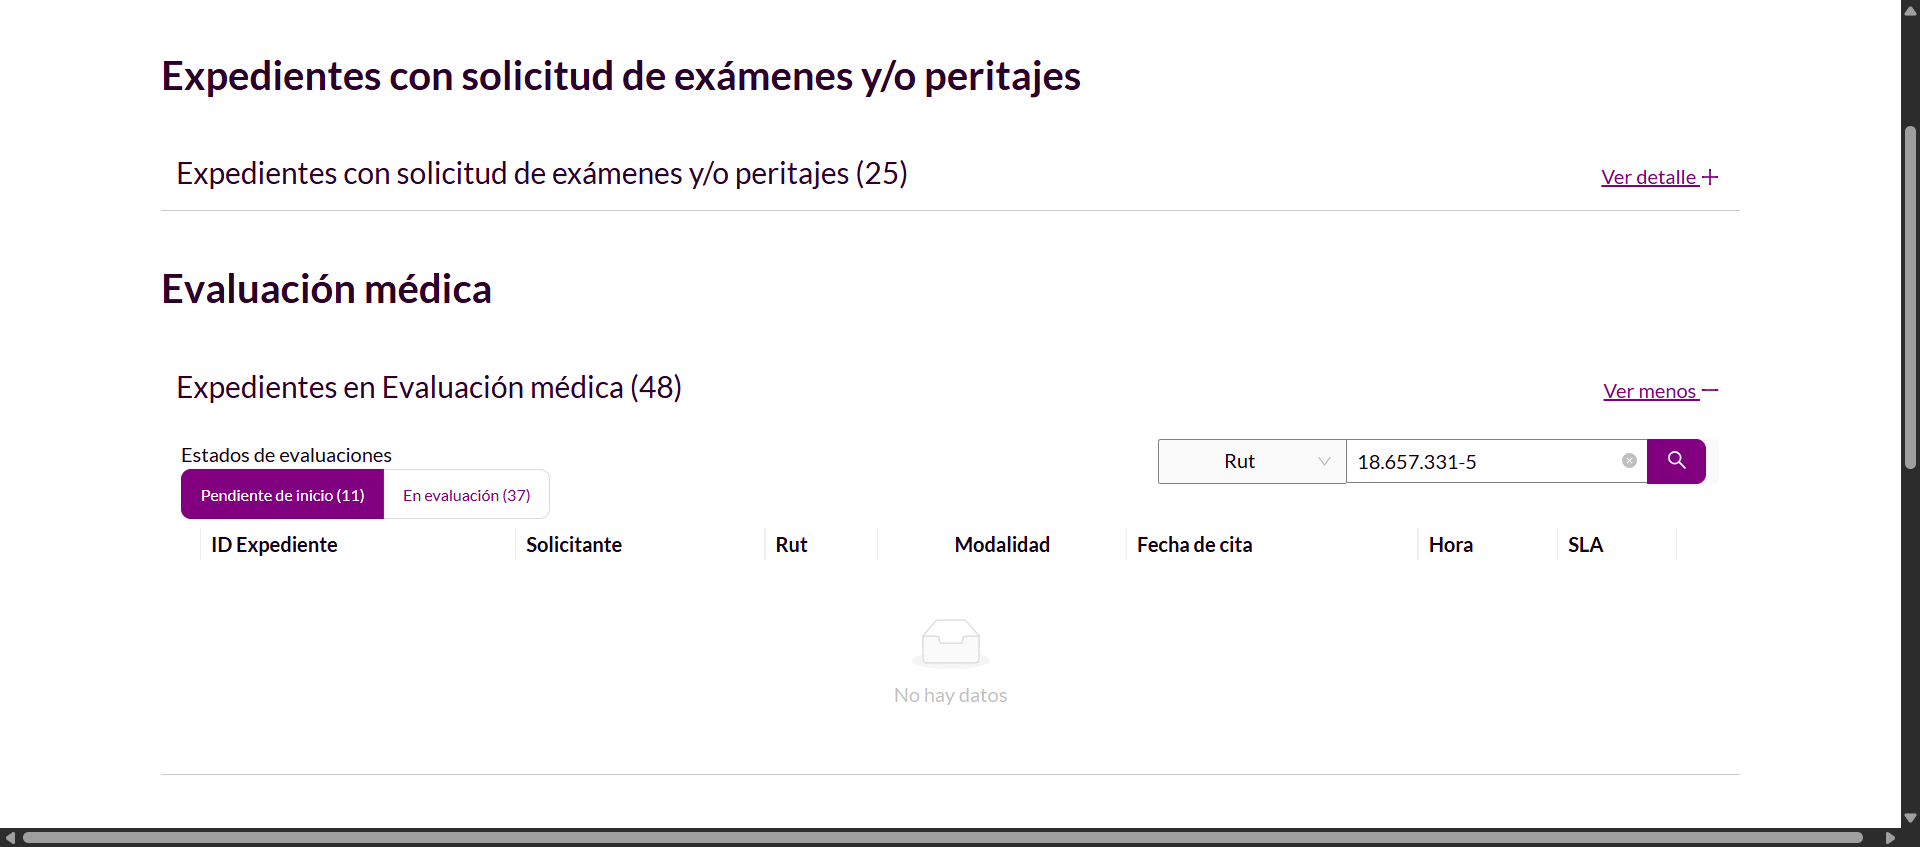 Expedientes con solicitud de exámenes y/o peritajes
Expedientes con solicitud de exámenes y/o peritajes (25)
Ver detalle
Evaluación médica
Expedientes en Evaluación médica (48)
Ver menos
Estados de evaluaciones
Rut
18.657.331-5
Pendiente de inicio (11)
En evaluación (37)
ID Expediente
Solicitante
Rut
Modalidad
Fecha de cita
Hora
SLA
No hay datos